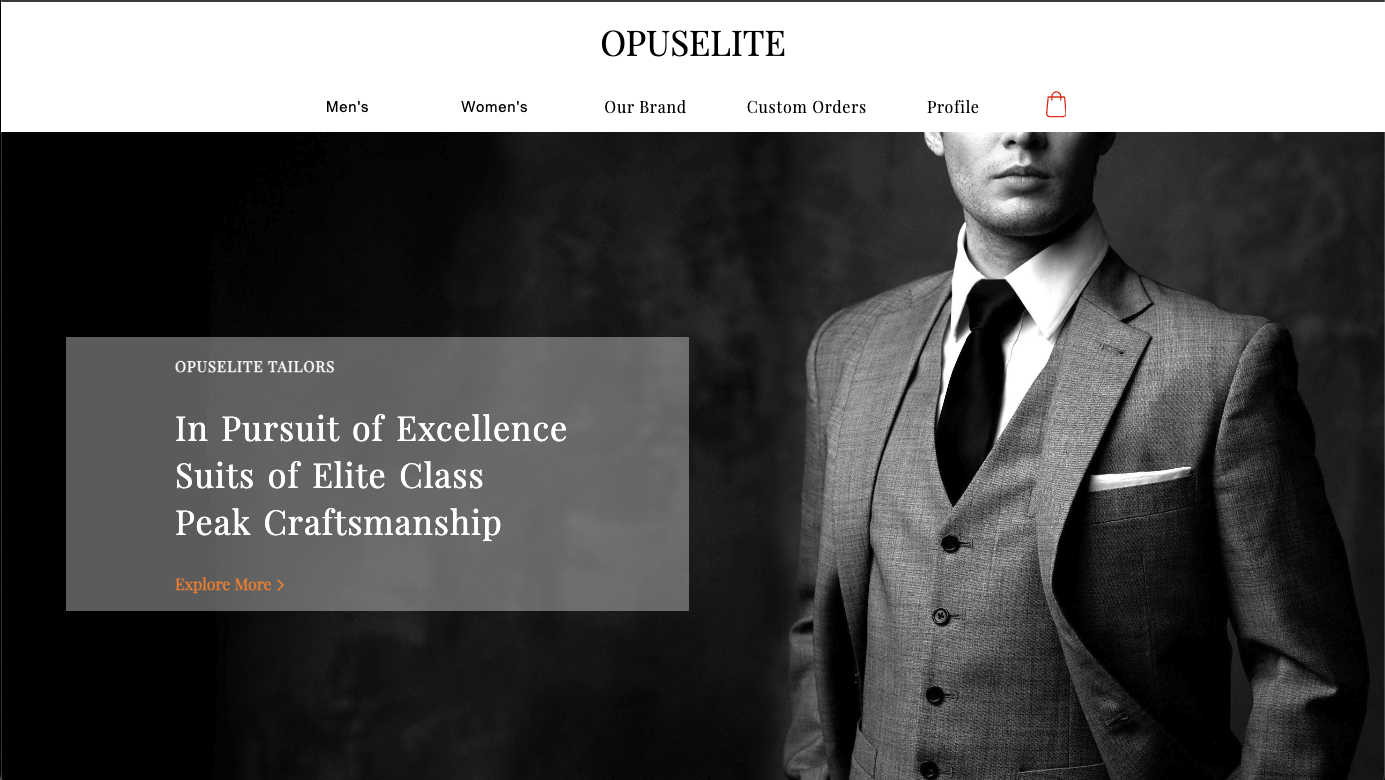 OPUSELITE
Men's Women's Our Brand Custom Orders Profile
OPUSELITE TAILORS
In Pursuit of Excellence
Suits of Elite Class
Peak Craftsmanship
Explore More >